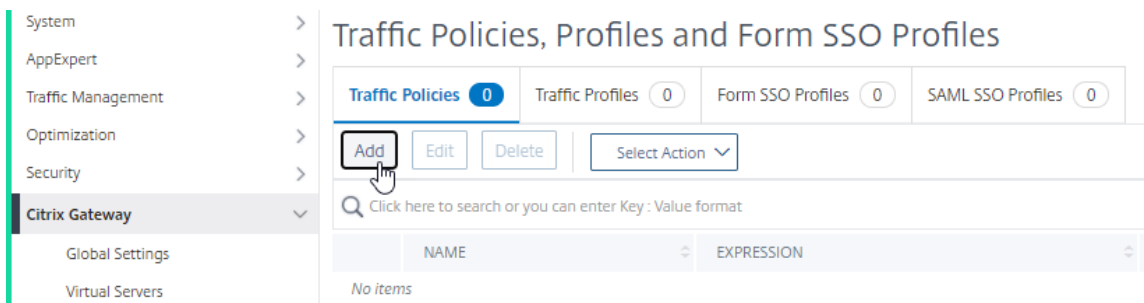 System
AppExpert
Traffic Management
Optimization
Security
Citrix Gateway
Global Settings
Virtual Servers
Traffic Policies, Profiles and Form SSO Profiles
Traffic Policies 0 Traffic Profiles 0 Form SSO Profiles 0 SAML SSO Profiles 0
Add Edit Delete Select Action
Click here to search or you can enter Key : Value format
NAME EXPRESSION
No items